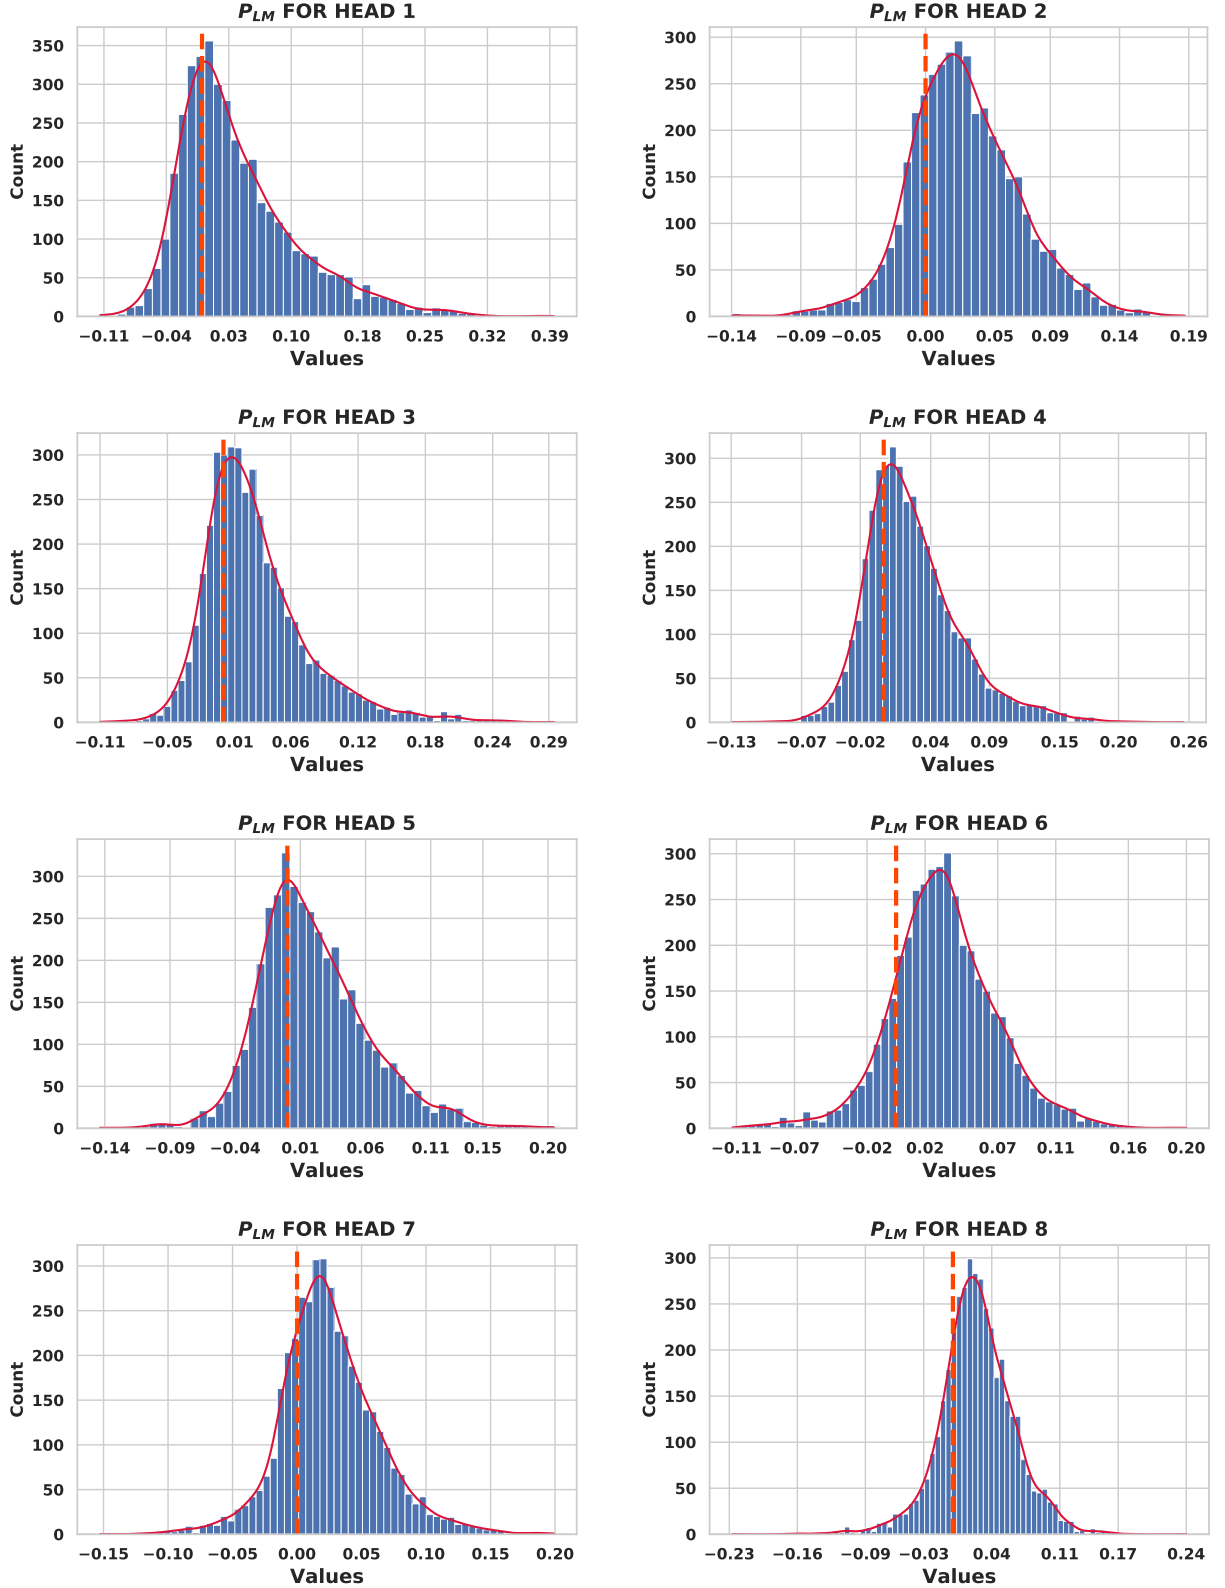 P_LM FOR HEAD 1
350
300
250
200
150
100
50
0
Count
−0.11 −0.04 0.03 0.10 0.18 0.25 0.32 0.39
Values
P_LM FOR HEAD 2
300
250
200
150
100
50
0
Count
−0.14 −0.09 −0.05 0.00 0.05 0.09 0.14 0.19
Values
P_LM FOR HEAD 3
300
250
200
150
100
50
0
Count
−0.11 −0.05 0.01 0.06 0.12 0.18 0.24 0.29
Values
P_LM FOR HEAD 4
300
250
200
150
100
50
0
Count
−0.13 −0.07 −0.02 0.04 0.09 0.15 0.20 0.26
Values
P_LM FOR HEAD 5
300
250
200
150
100
50
0
Count
−0.14 −0.09 −0.04 0.01 0.06 0.11 0.15 0.20
Values
P_LM FOR HEAD 6
300
250
200
150
100
50
0
Count
−0.11 −0.07 −0.02 0.02 0.07 0.11 0.16 0.20
Values
P_LM FOR HEAD 7
300
250
200
150
100
50
0
Count
−0.15 −0.10 −0.05 0.00 0.05 0.10 0.15 0.20
Values
P_LM FOR HEAD 8
300
250
200
150
100
50
0
Count
−0.23 −0.16 −0.09 −0.03 0.04 0.11 0.17 0.24
Values